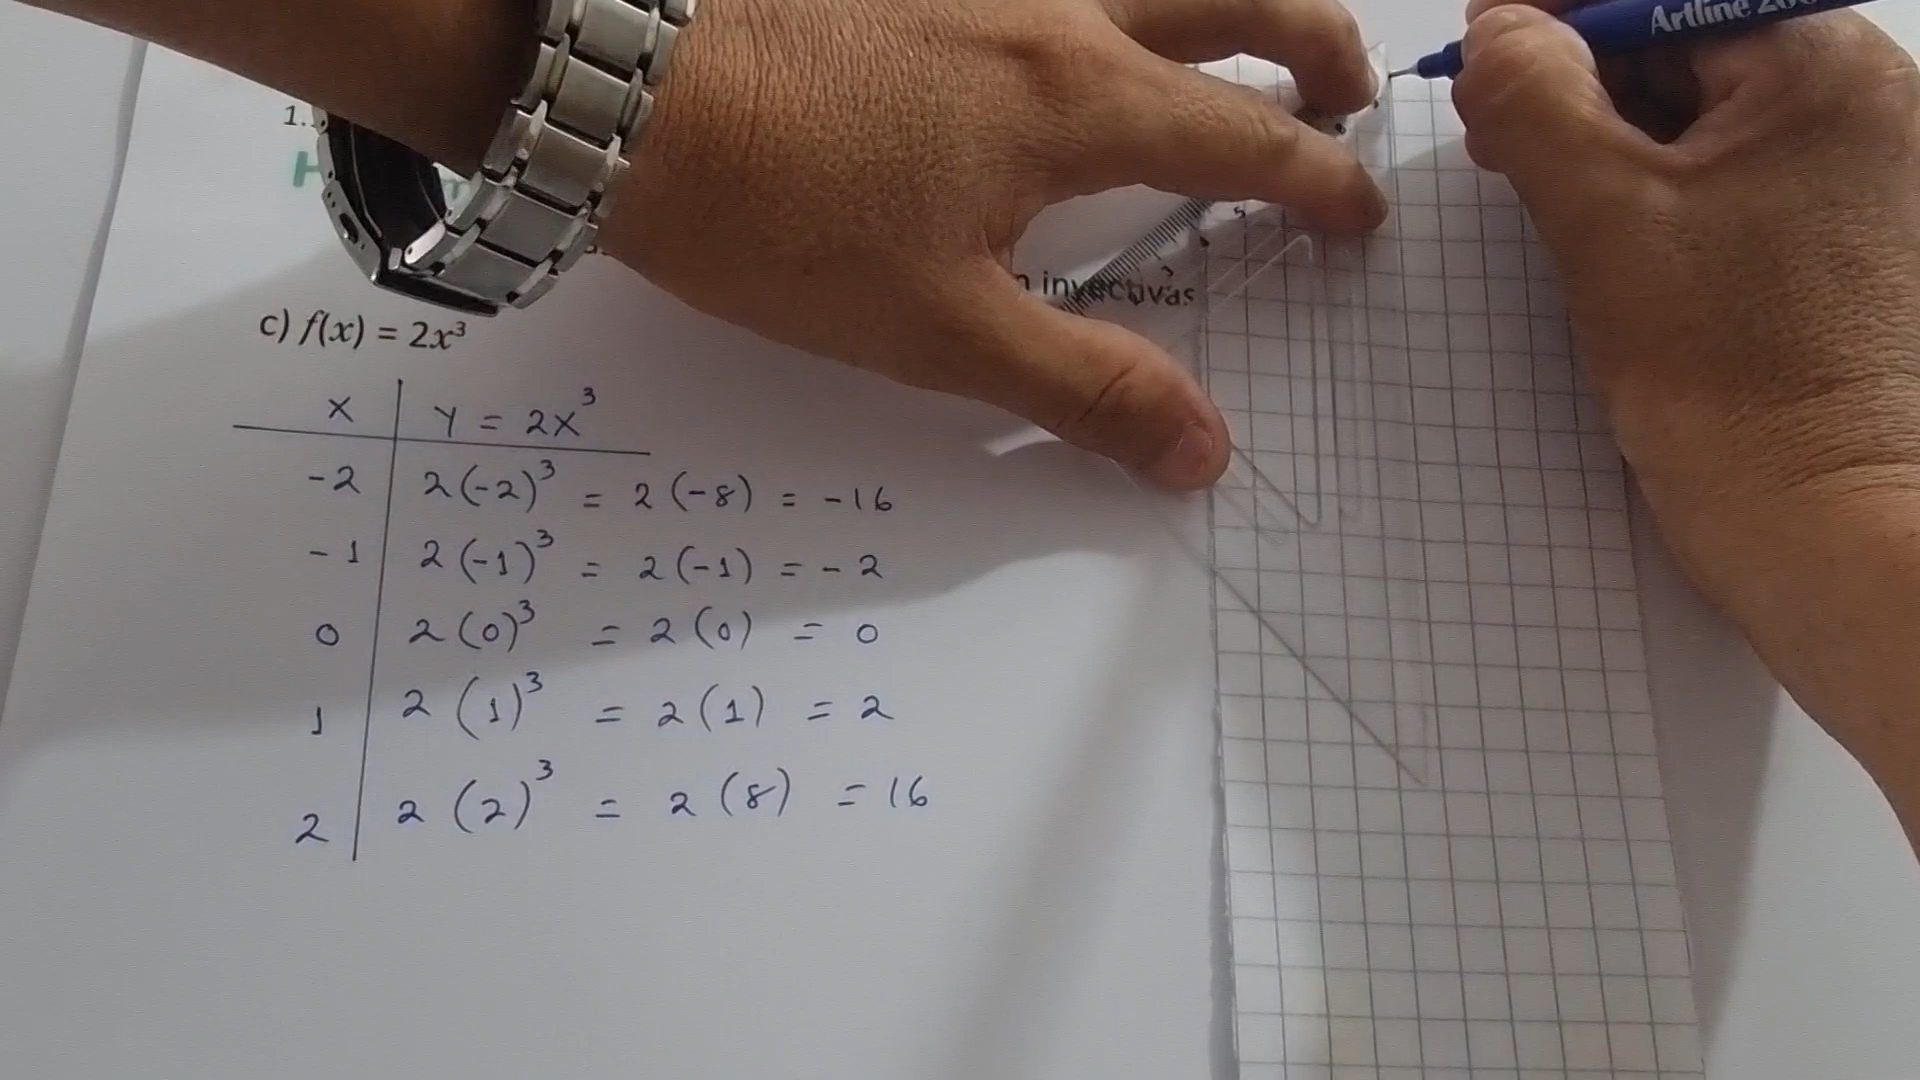 Artline
1.
H
5
inyectivas
c) f(x) = 2x³
x | y = 2x³
-2 | 2(-2)³ = 2(-8) = -16
-1 | 2(-1)³ = 2(-1) = -2
0 | 2(0)³ = 2(0) = 0
1 | 2(1)³ = 2(1) = 2
2 | 2(2)³ = 2(8) = 16